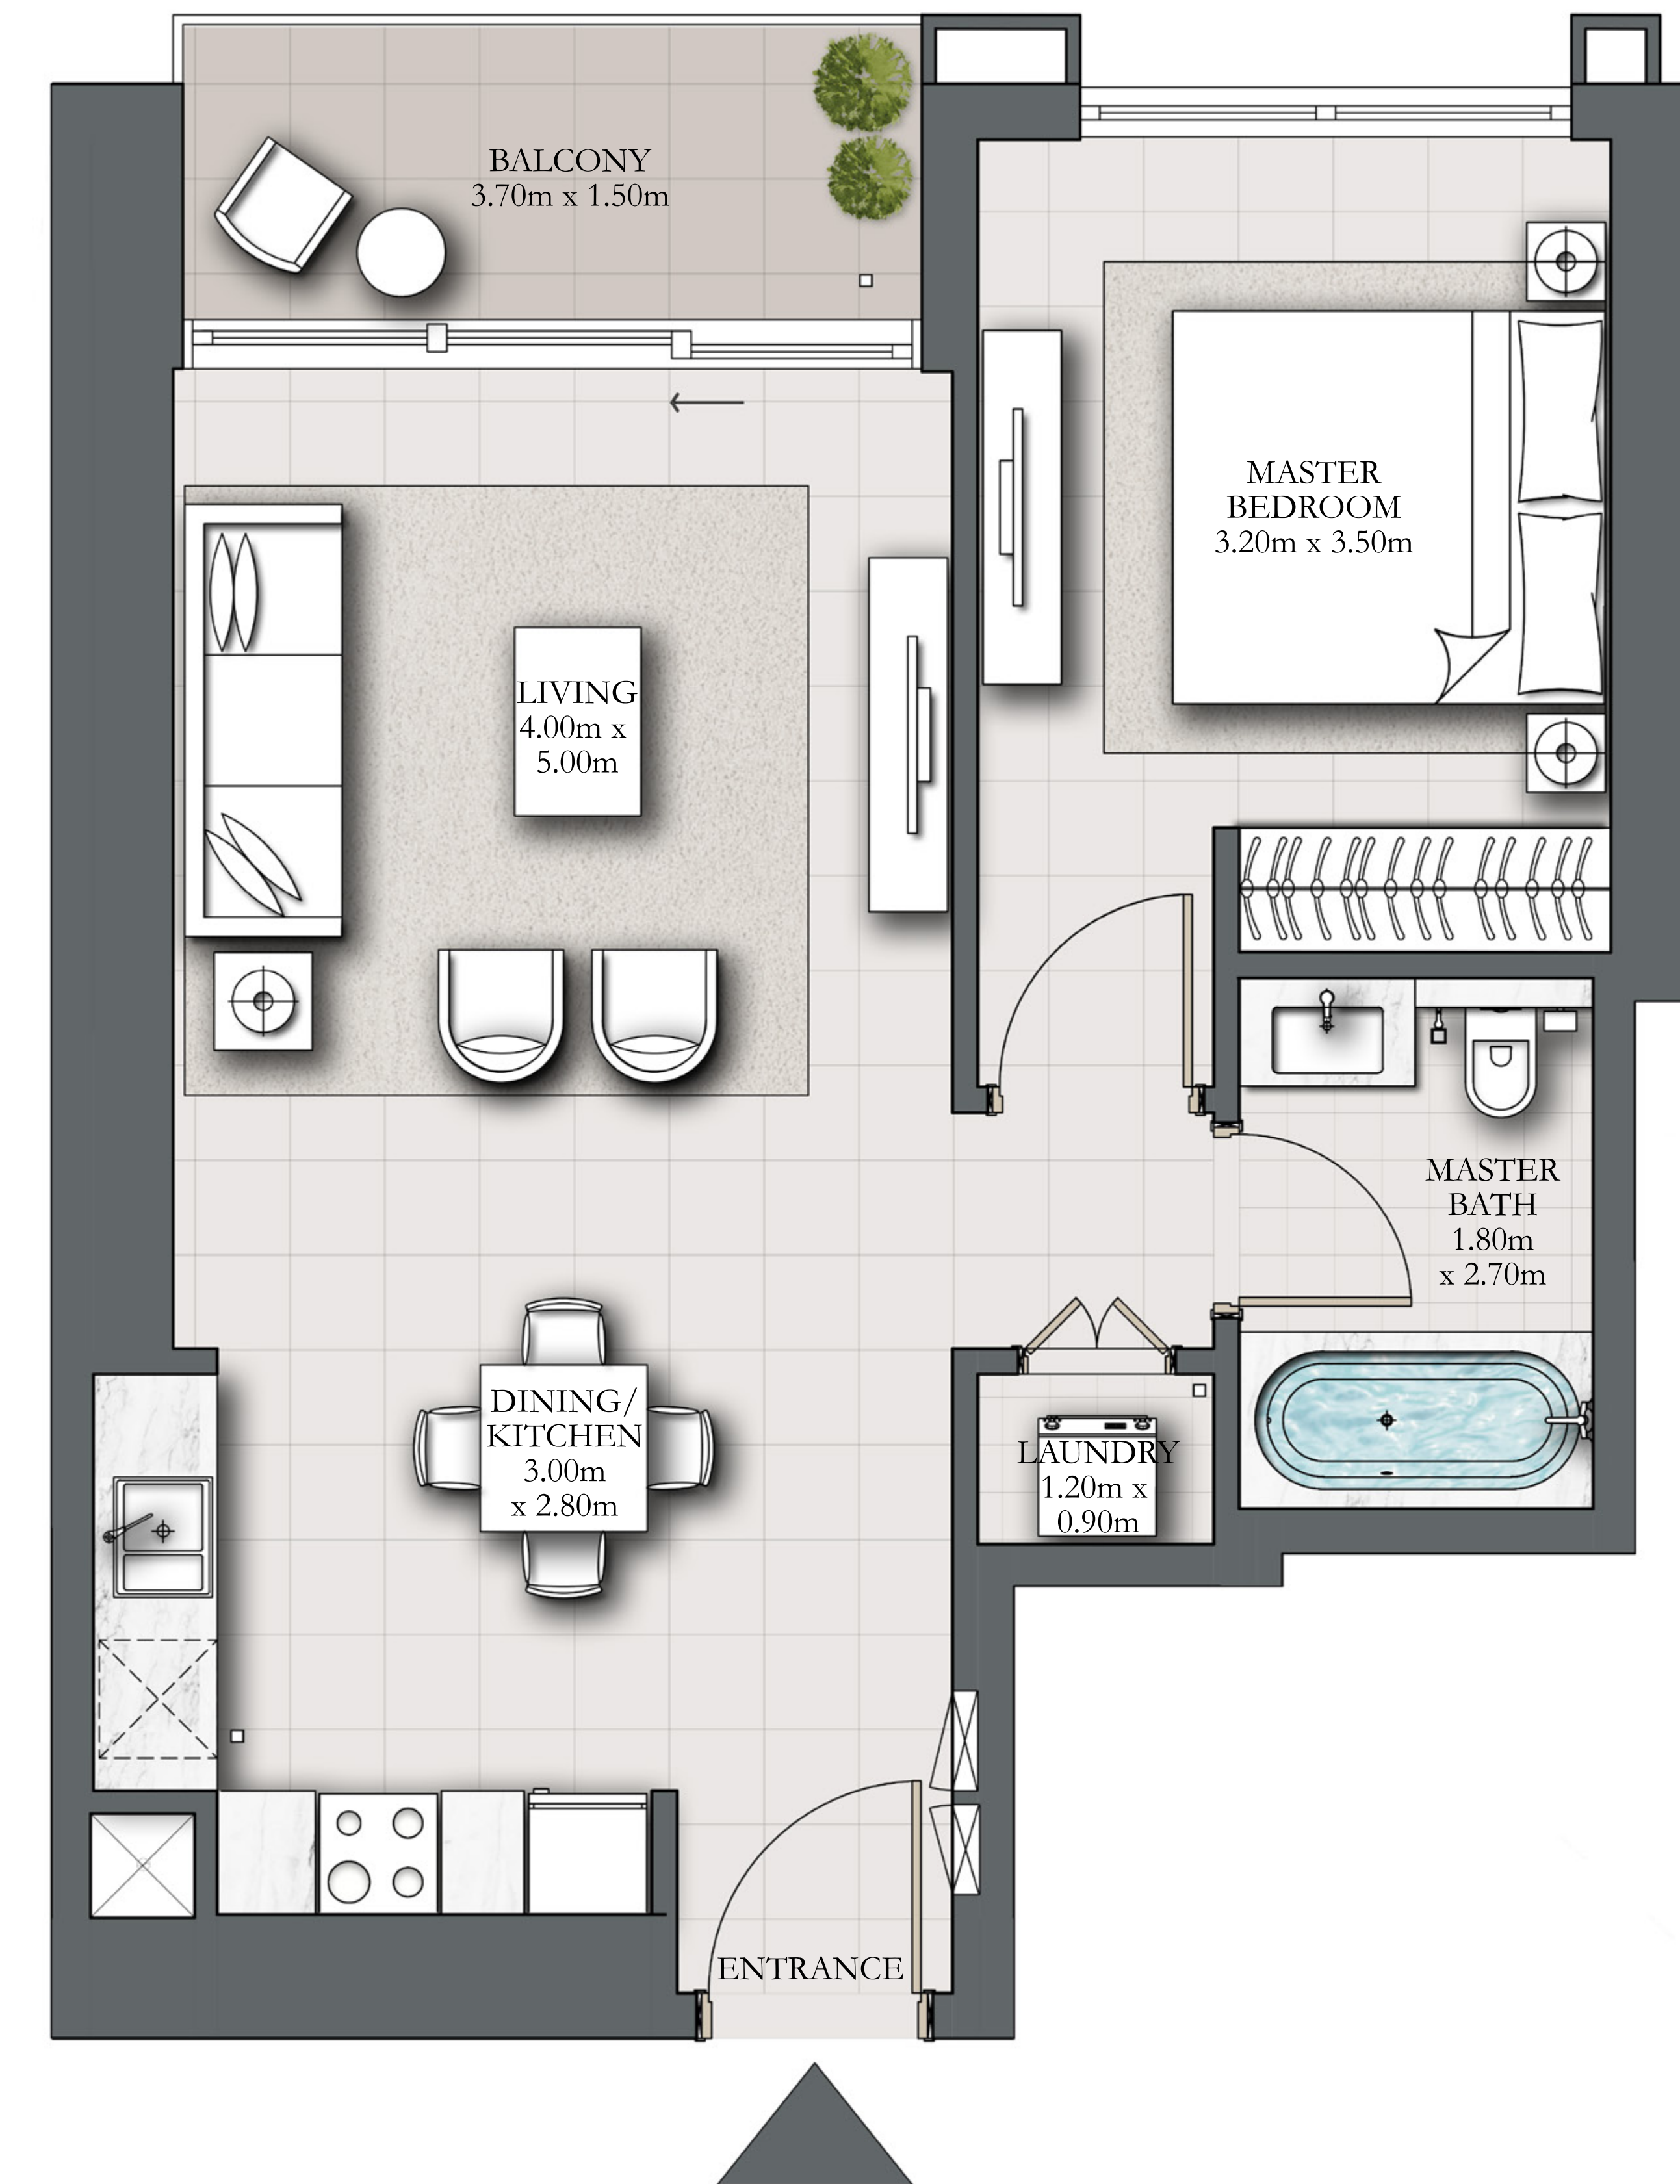 BALCONY
3.70m x 1.50m
MASTER
BEDROOM
3.20m x 3.50m
LIVING
4.00m x
5.00m
MASTER
BATH
1.80m
x 2.70m
DINING/
KITCHEN
3.00m
x 2.80m
LAUNDRY
1.20m x
0.90m
ENTRANCE